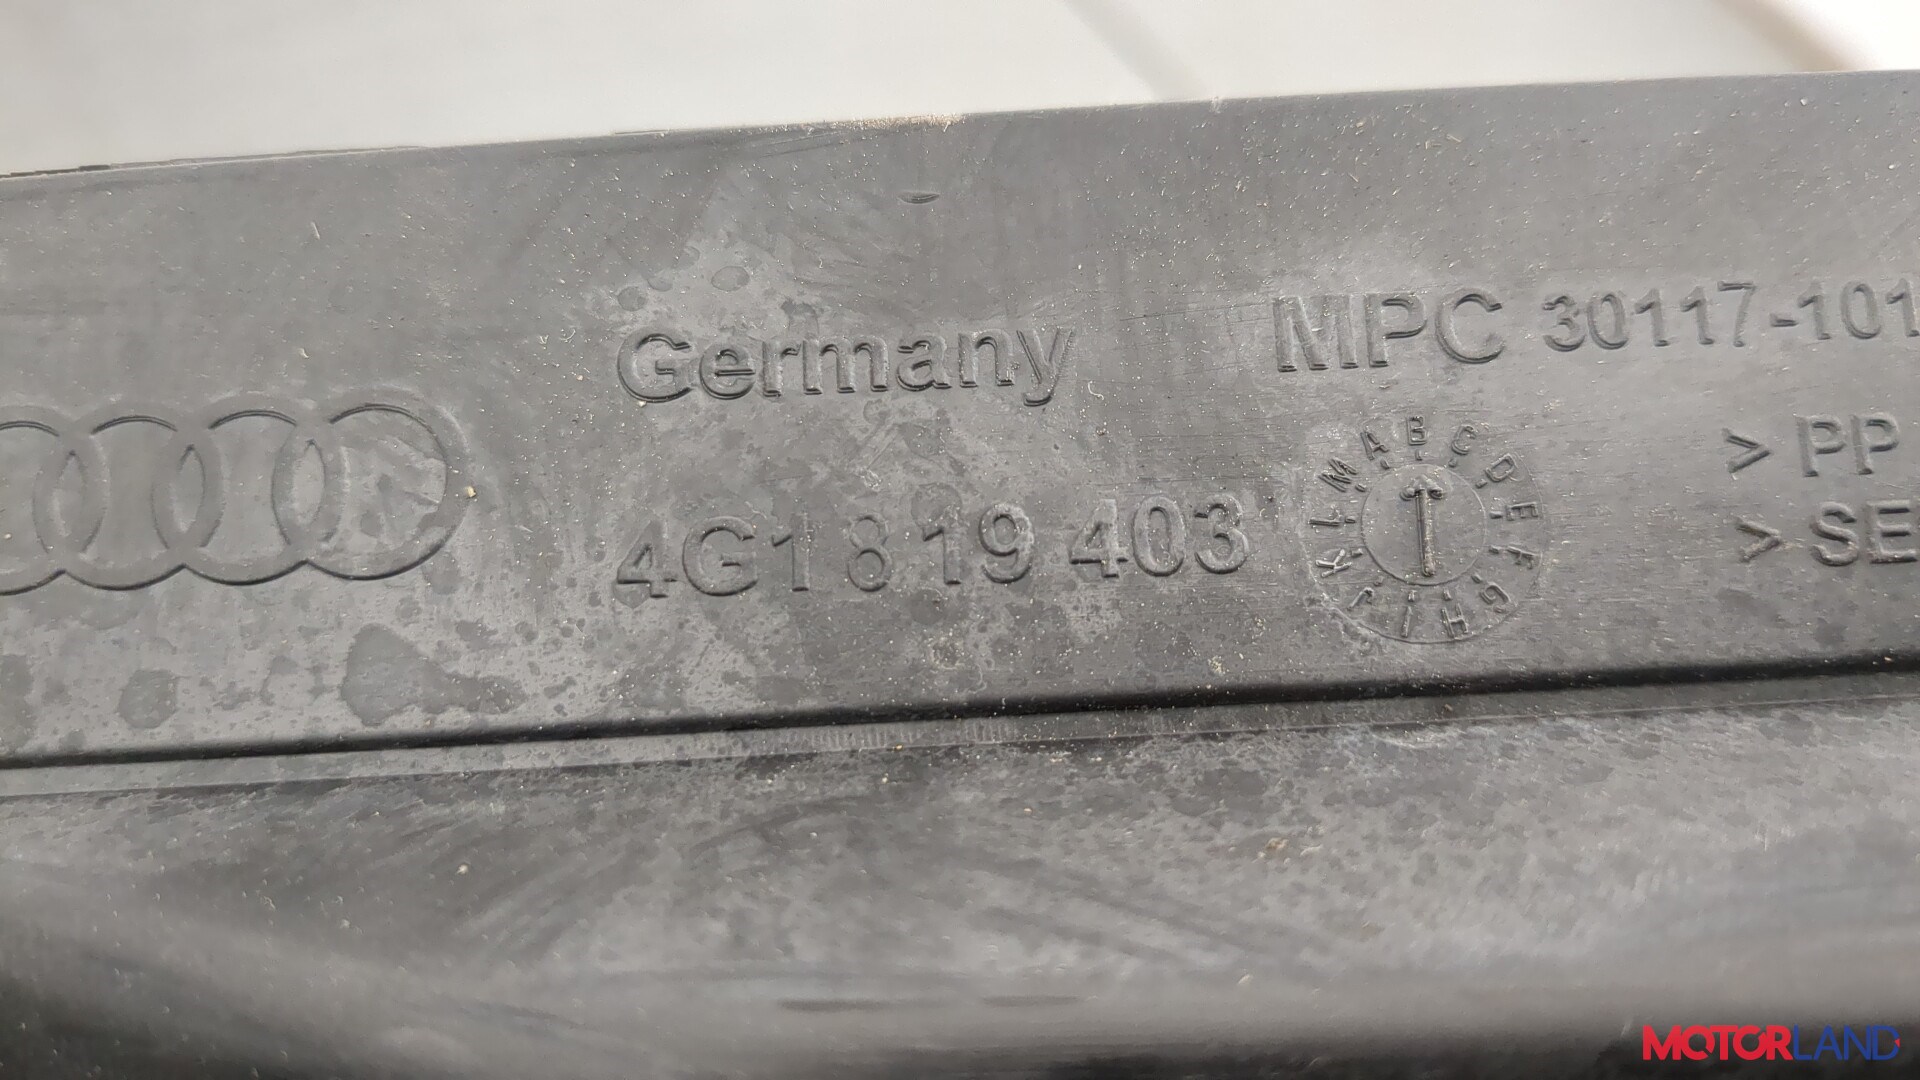 Germany
MPC 30117-101
4G1 819 403
A B C D E F G H I J K L M
> PP
> SE
MOTORLAND